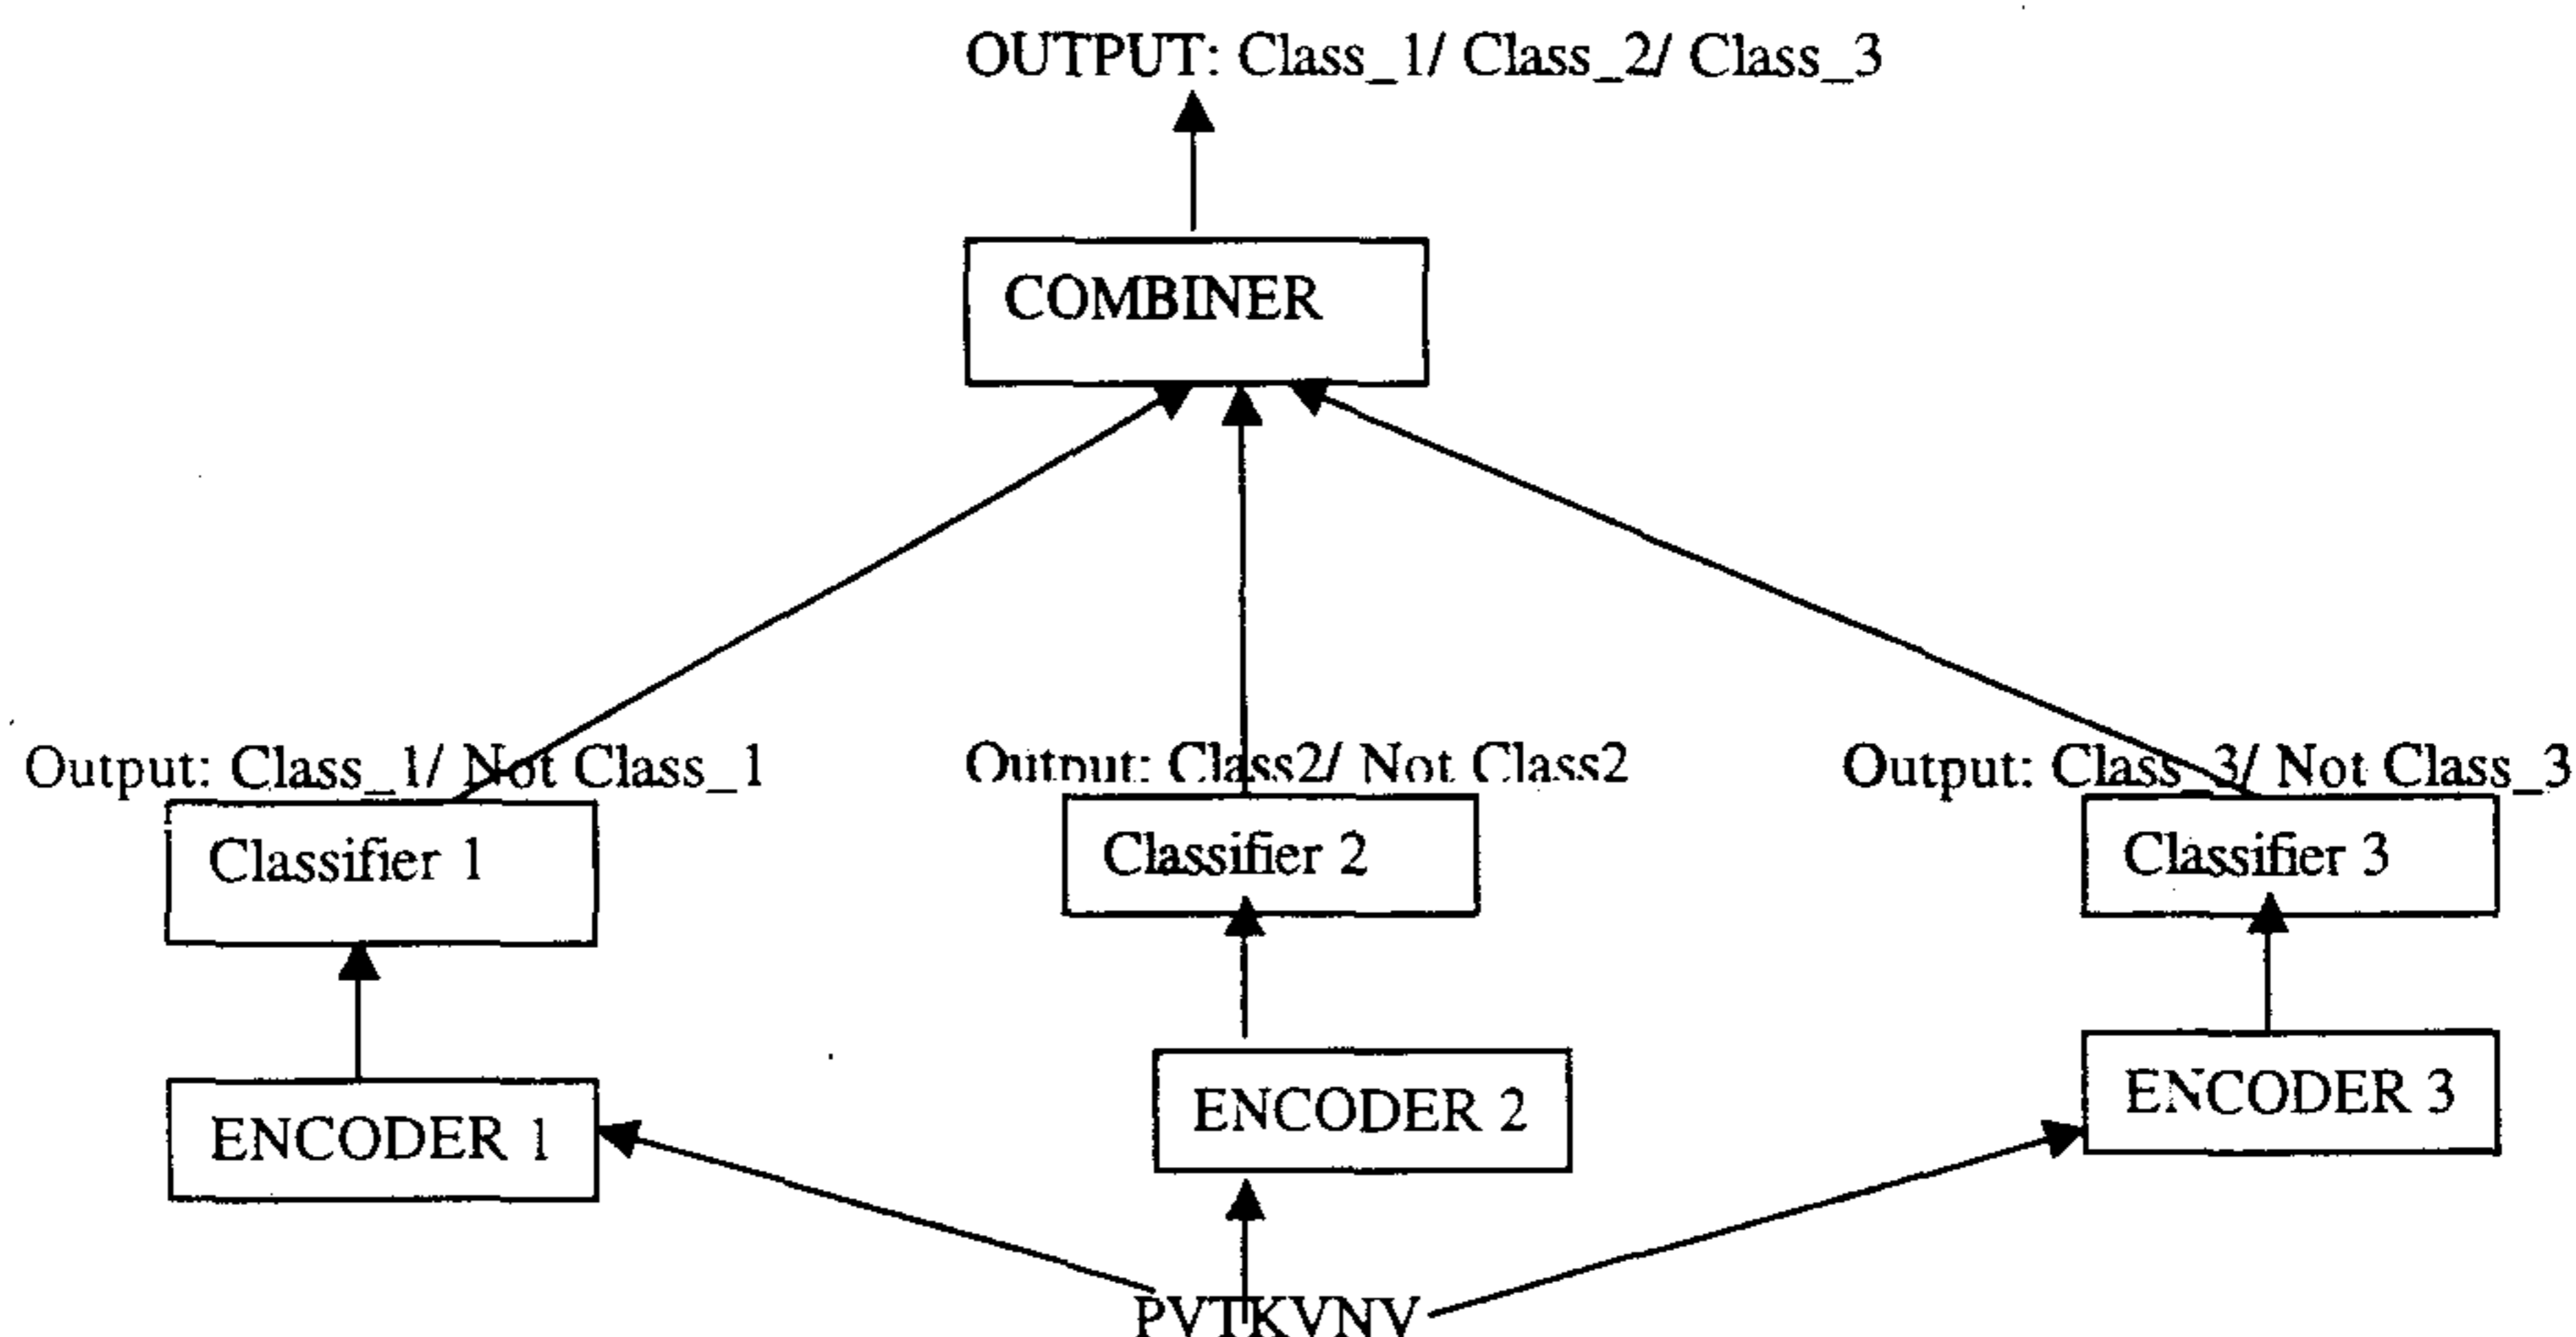 OUTPUT: Class_1/ Class_2/ Class_3
COMBINER
Output: Class_1/ Not Class_1
Output: Class2/ Not Class2
Output: Class_3/ Not Class_3
Classifier 1
Classifier 2
Classifier 3
ENCODER 1
ENCODER 2
ENCODER 3
PVTKVNV